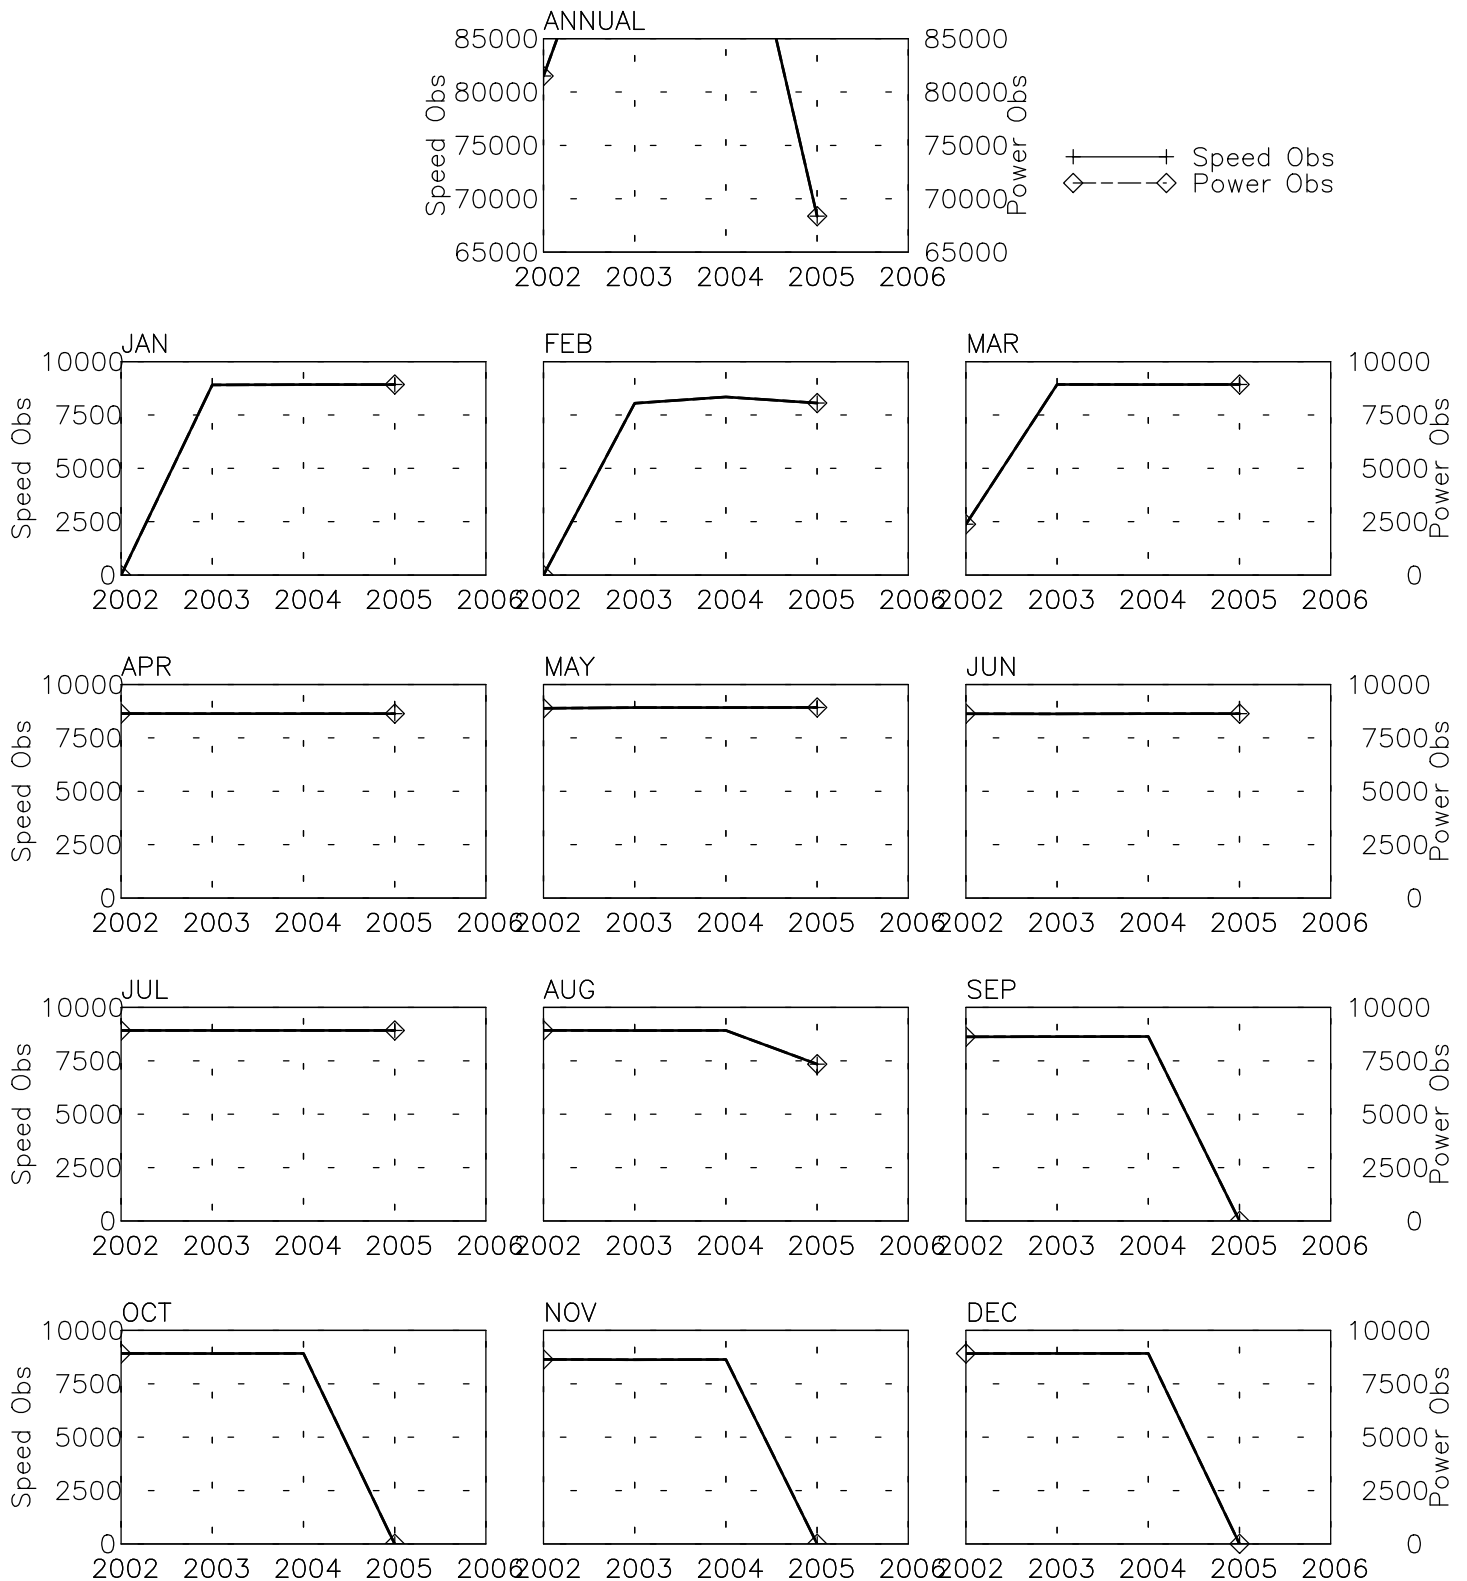 ANNUAL
85000 85000
80000 80000
75000 75000
70000 70000
65000 65000
Speed Obs
Power Obs
2002 2003 2004 2005 2006
Speed Obs
Power Obs
JAN FEB MAR
10000 10000
7500 7500
5000 5000
2500 2500
0 0
Speed Obs
Power Obs
2002 2003 2004 2005 2006 2002 2003 2004 2005 2006 2002 2003 2004 2005 2006
APR MAY JUN
10000 10000
7500 7500
5000 5000
2500 2500
0 0
Speed Obs
Power Obs
2002 2003 2004 2005 2006 2002 2003 2004 2005 2006 2002 2003 2004 2005 2006
JUL AUG SEP
10000 10000
7500 7500
5000 5000
2500 2500
0 0
Speed Obs
Power Obs
2002 2003 2004 2005 2006 2002 2003 2004 2005 2006 2002 2003 2004 2005 2006
OCT NOV DEC
10000 10000
7500 7500
5000 5000
2500 2500
0 0
Speed Obs
Power Obs
2002 2003 2004 2005 2006 2002 2003 2004 2005 2006 2002 2003 2004 2005 2006